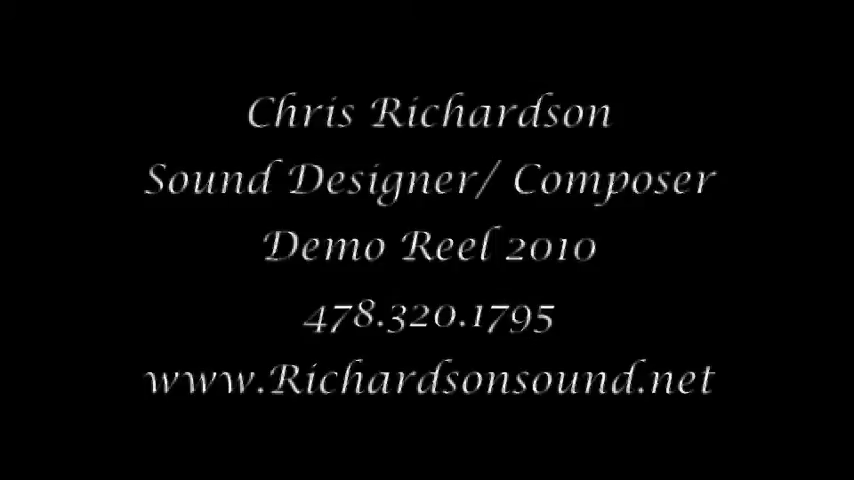 Chris Richardson
Sound Designer/ Composer
Demo Reel 2010
478.320.1795
www.Richardsonsound.net